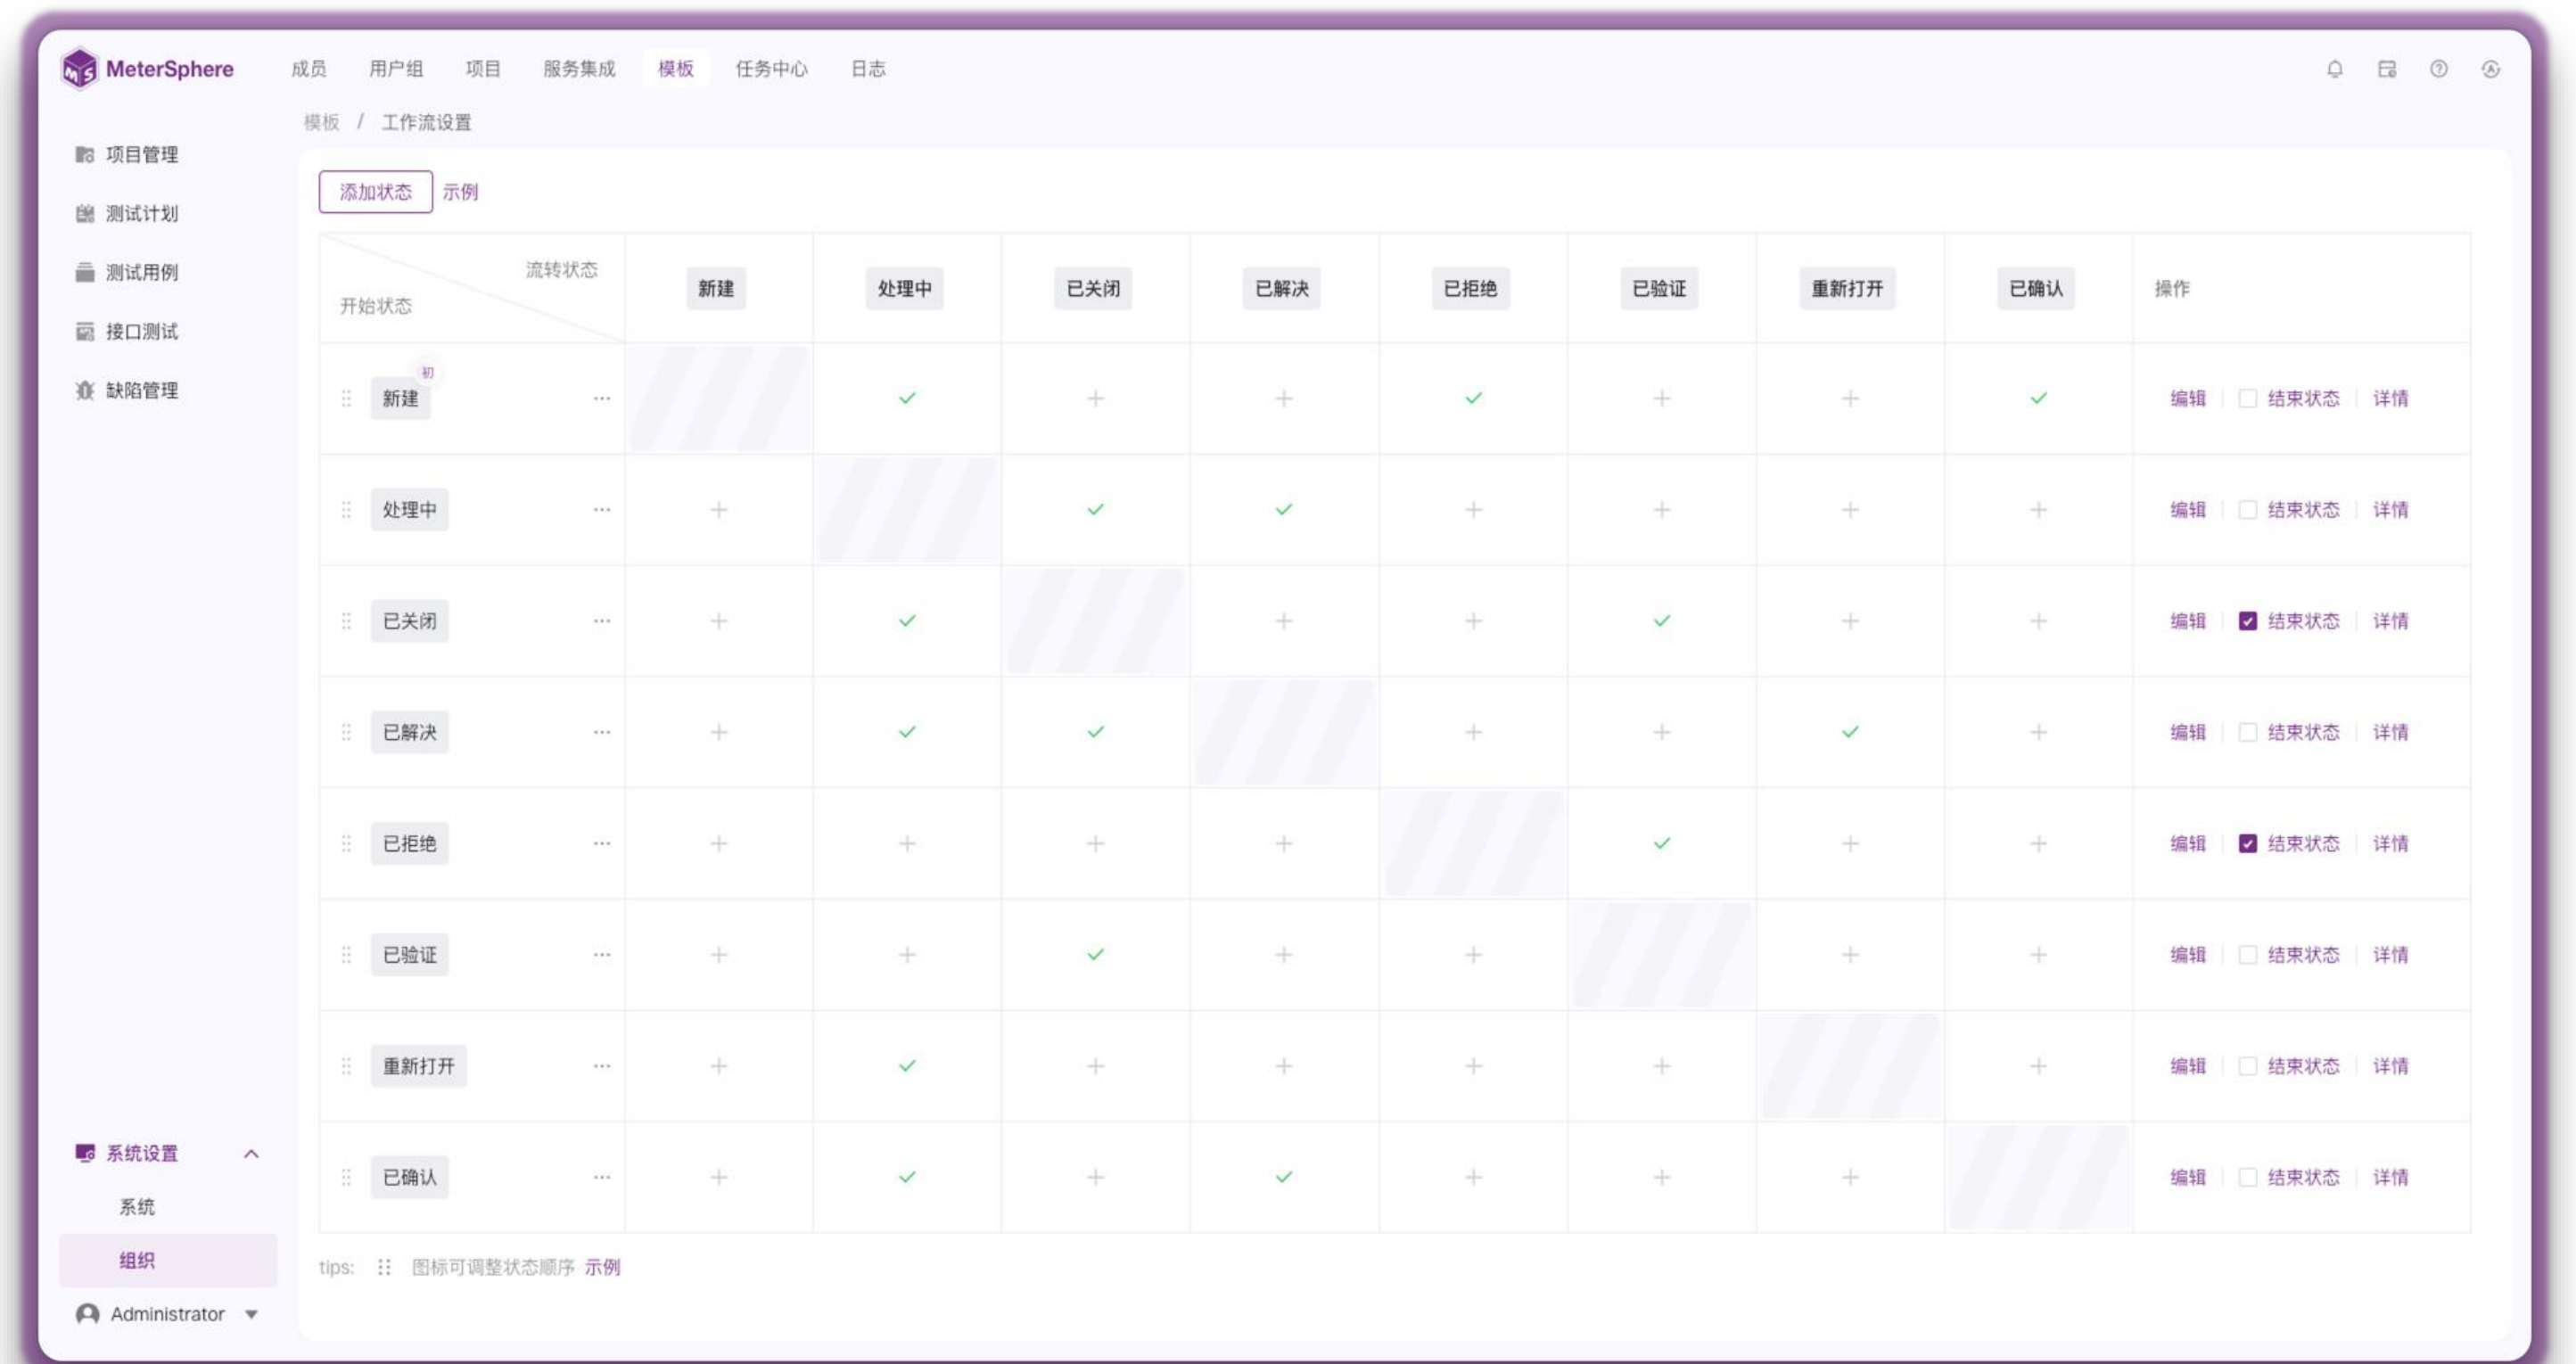 MeterSphere 成员 用户组 项目 服务集成 模板 任务中心 日志
模板 / 工作流设置
项目管理
测试计划
测试用例
接口测试
缺陷管理
添加状态 示例
流转状态
开始状态
新建 处理中 已关闭 已解决 已拒绝 已验证 重新打开 已确认 操作
初
新建 编辑 结束状态 详情
处理中 编辑 结束状态 详情
已关闭 编辑 结束状态 详情
已解决 编辑 结束状态 详情
已拒绝 编辑 结束状态 详情
已验证 编辑 结束状态 详情
重新打开 编辑 结束状态 详情
已确认 编辑 结束状态 详情
tips: 图标可调整状态顺序 示例
系统设置
系统
组织
Administrator